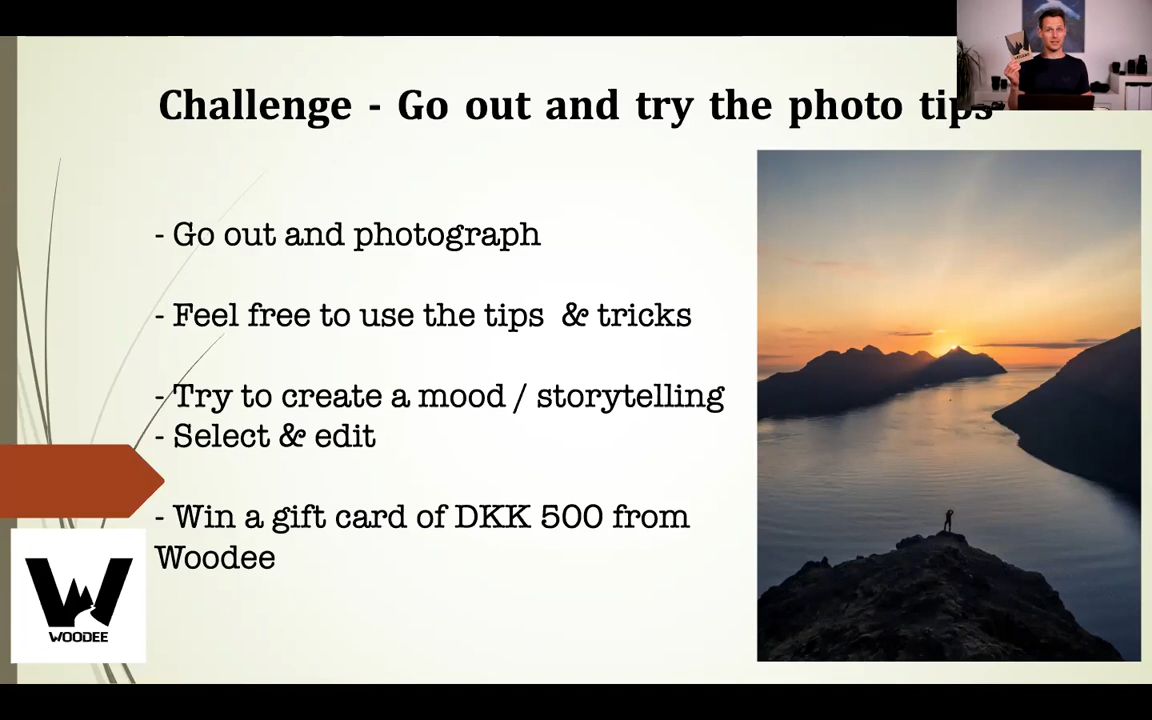 Challenge - Go out and try the photo tips
- Go out and photograph
- Feel free to use the tips & tricks
- Try to create a mood / storytelling
- Select & edit
- Win a gift card of DKK 500 from
Woodee
WOODEE